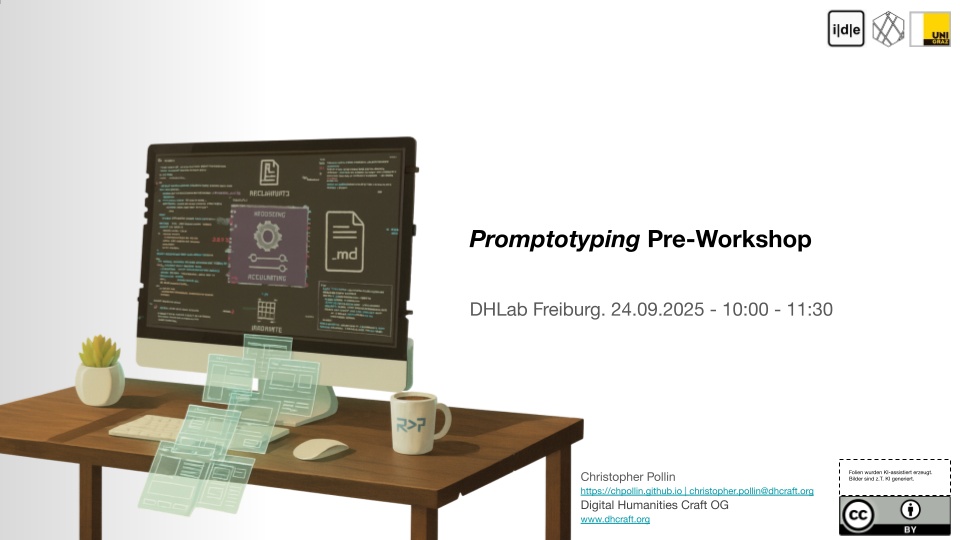 i|d|e
UNI
GRAZ
_md
R>P
Promptotyping Pre-Workshop
DHLab Freiburg. 24.09.2025 - 10:00 - 11:30
Christopher Pollin
https://chpollin.github.io | christopher.pollin@dhcraft.org
Digital Humanities Craft OG
www.dhcraft.org
Folien wurden KI-assistiert erzeugt.
Bilder sind z.T. KI generiert.
CC
BY